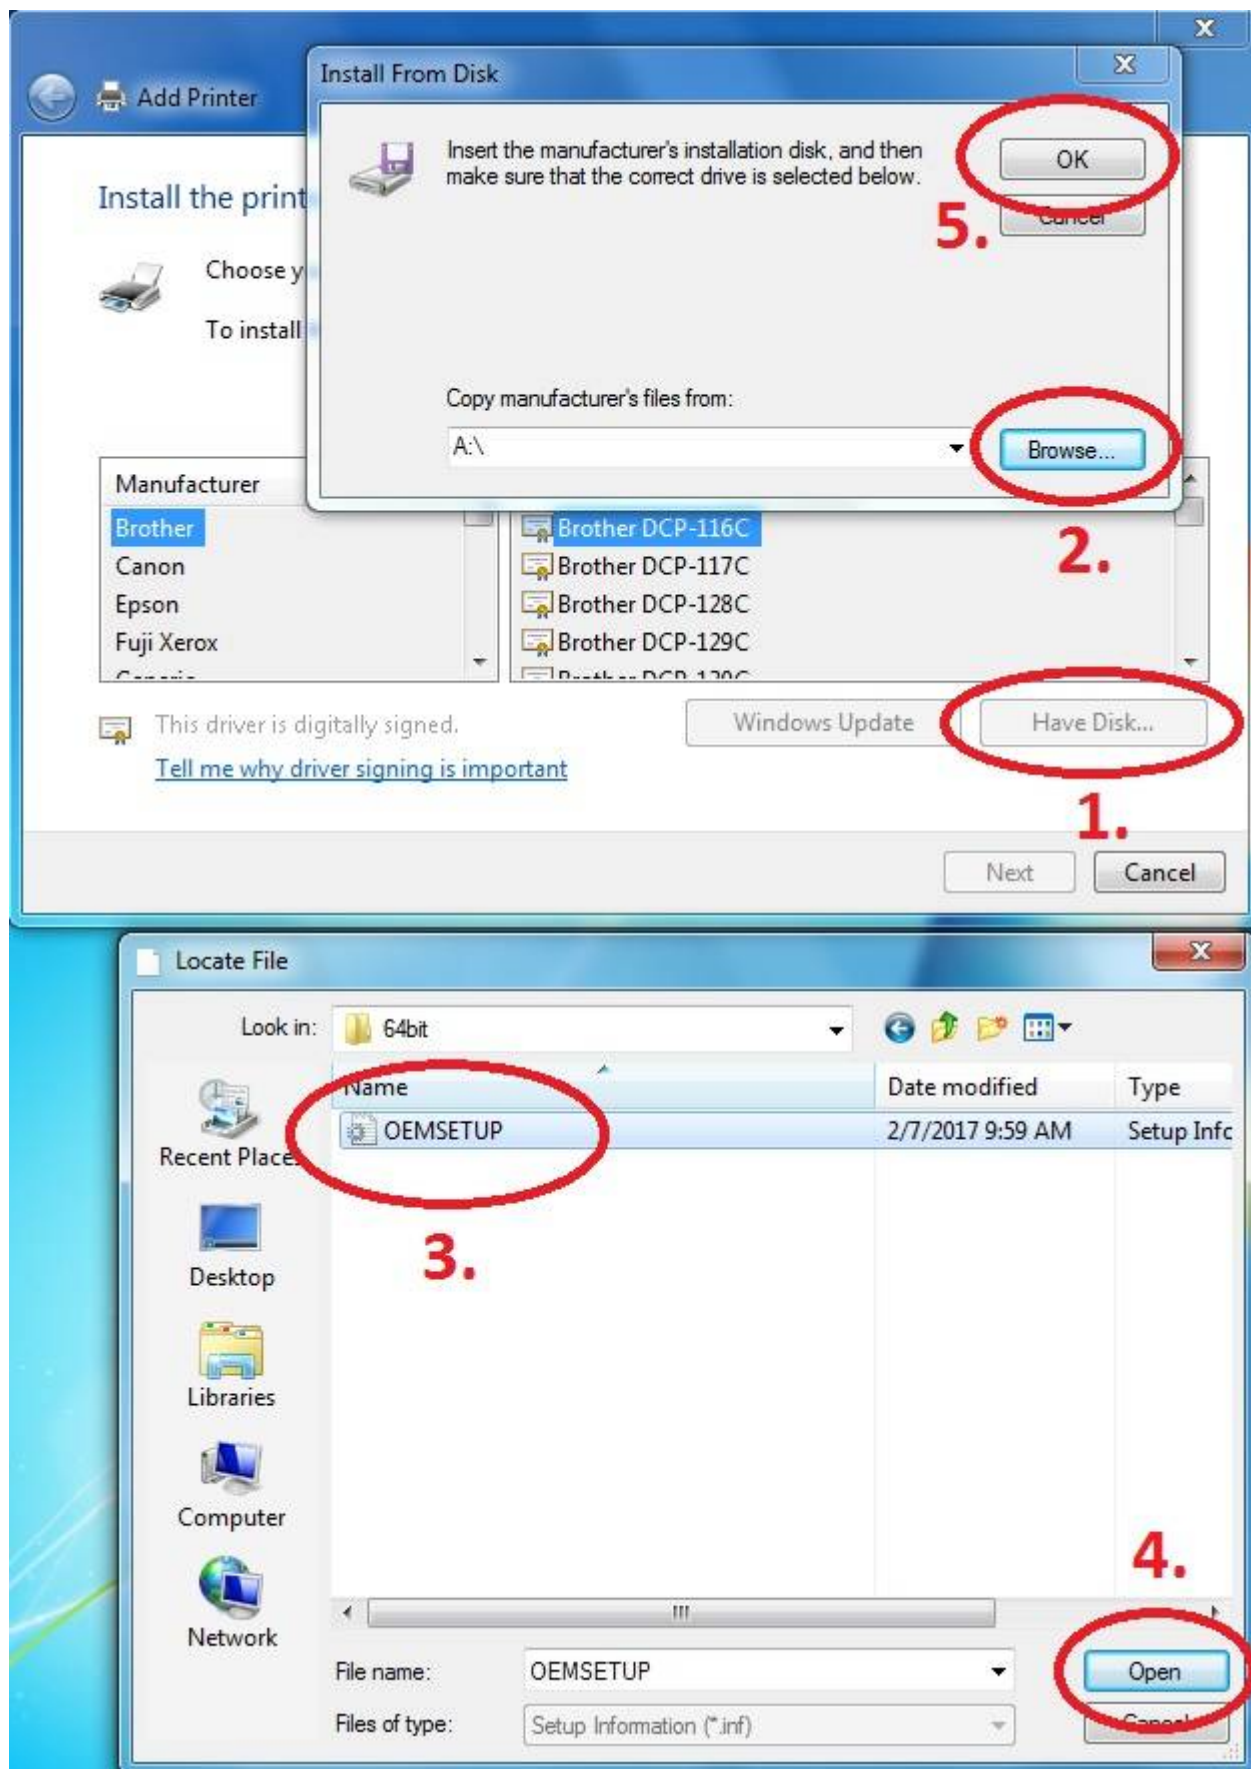 Add Printer
Install From Disk
Insert the manufacturer's installation disk, and then
make sure that the correct drive is selected below.
OK
Cancel
5.
Install the print
Choose y
To install
Copy manufacturer's files from:
A:\
Browse...
2.
Manufacturer
Brother
Canon
Epson
Fuji Xerox
Brother DCP-116C
Brother DCP-117C
Brother DCP-128C
Brother DCP-129C
This driver is digitally signed.
Tell me why driver signing is important
Windows Update
Have Disk...
1.
Next
Cancel
Locate File
Look in:
64bit
Name
Date modified
Type
OEMSETUP
2/7/2017 9:59 AM
Setup Info
3.
Recent Places
Desktop
Libraries
Computer
Network
4.
File name:
OEMSETUP
Open
Files of type:
Setup Information (*.inf)
Cancel